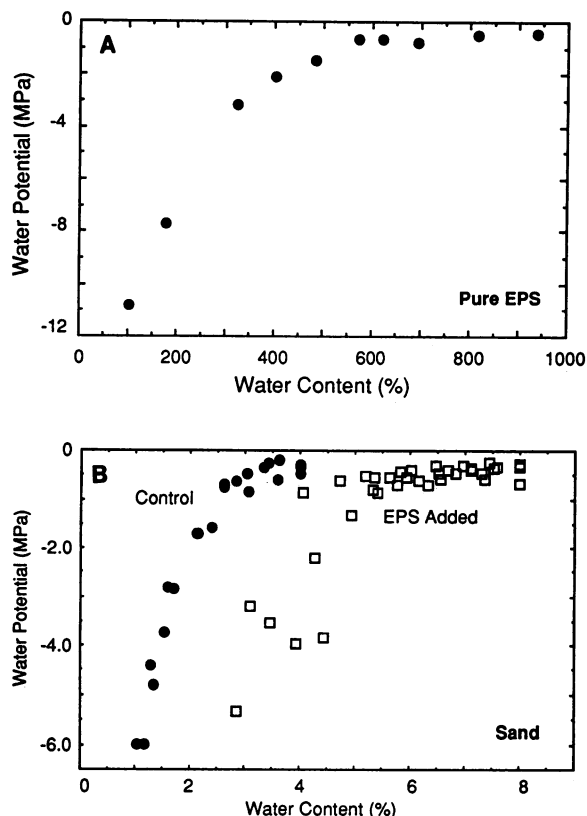 A
0
-4
-8
-12
Water Potential (MPa)
Pure EPS
0 200 400 600 800 1000
Water Content (%)
B
0
-2.0
-4.0
-6.0
Water Potential (MPa)
Control
EPS Added
Sand
0 2 4 6 8
Water Content (%)